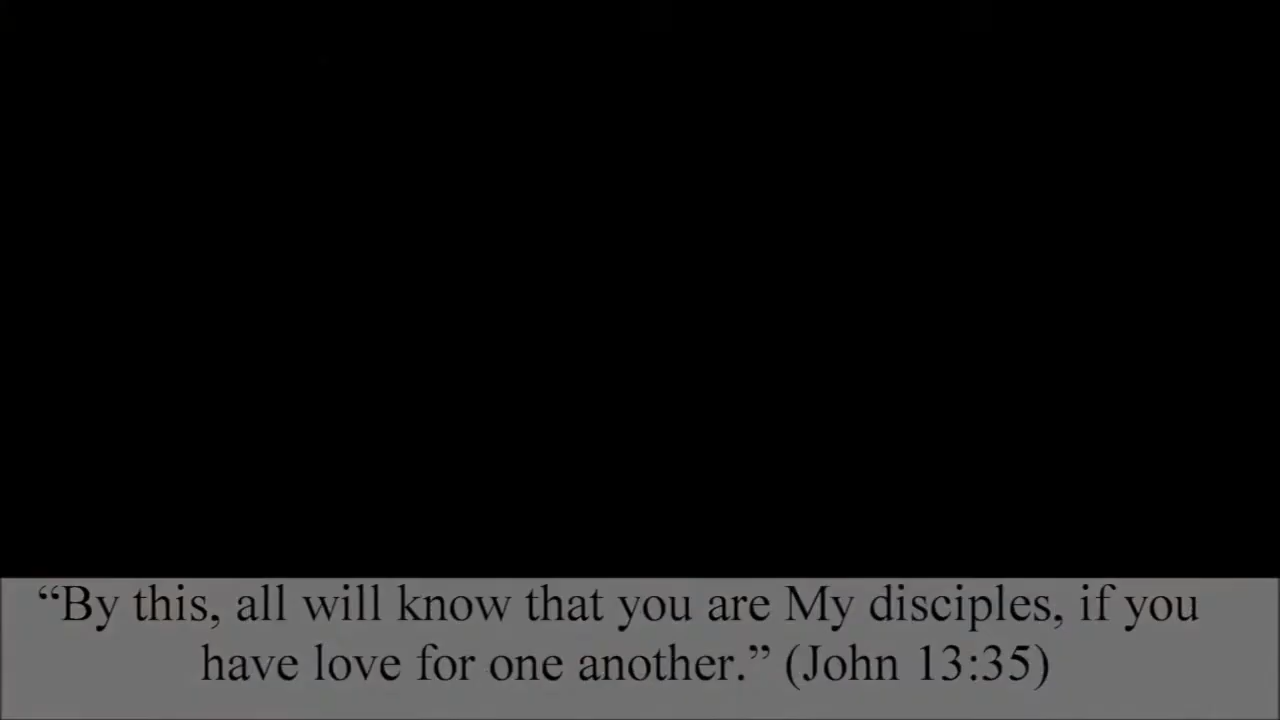 “By this, all will know that you are My disciples, if you
have love for one another.” (John 13:35)